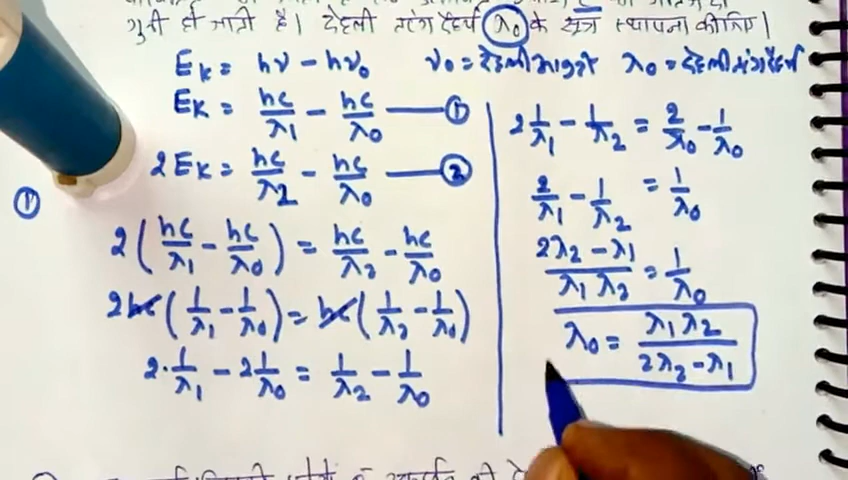 गुनी हो जाती है। देहली तरंगदैर्ध्य λ₀ के सूत्र स्थापना कीजिए।
Eₖ = hν - hν₀ ν₀ = देहली आवृत्ति λ₀ = देहली तरंगदैर्ध्य
Eₖ = hc/λ₁ - hc/λ₀ — ①
2Eₖ = hc/λ₂ - hc/λ₀ — ②
①
2(hc/λ₁ - hc/λ₀) = hc/λ₂ - hc/λ₀
2hc(1/λ₁ - 1/λ₀) = hc(1/λ₂ - 1/λ₀)
2·1/λ₁ - 2 1/λ₀ = 1/λ₂ - 1/λ₀
2 1/λ₁ - 1/λ₂ = 2/λ₀ - 1/λ₀
2/λ₁ - 1/λ₂ = 1/λ₀
2λ₂ - λ₁/λ₁λ₂ = 1/λ₀
λ₀ = λ₁λ₂/2λ₂ - λ₁